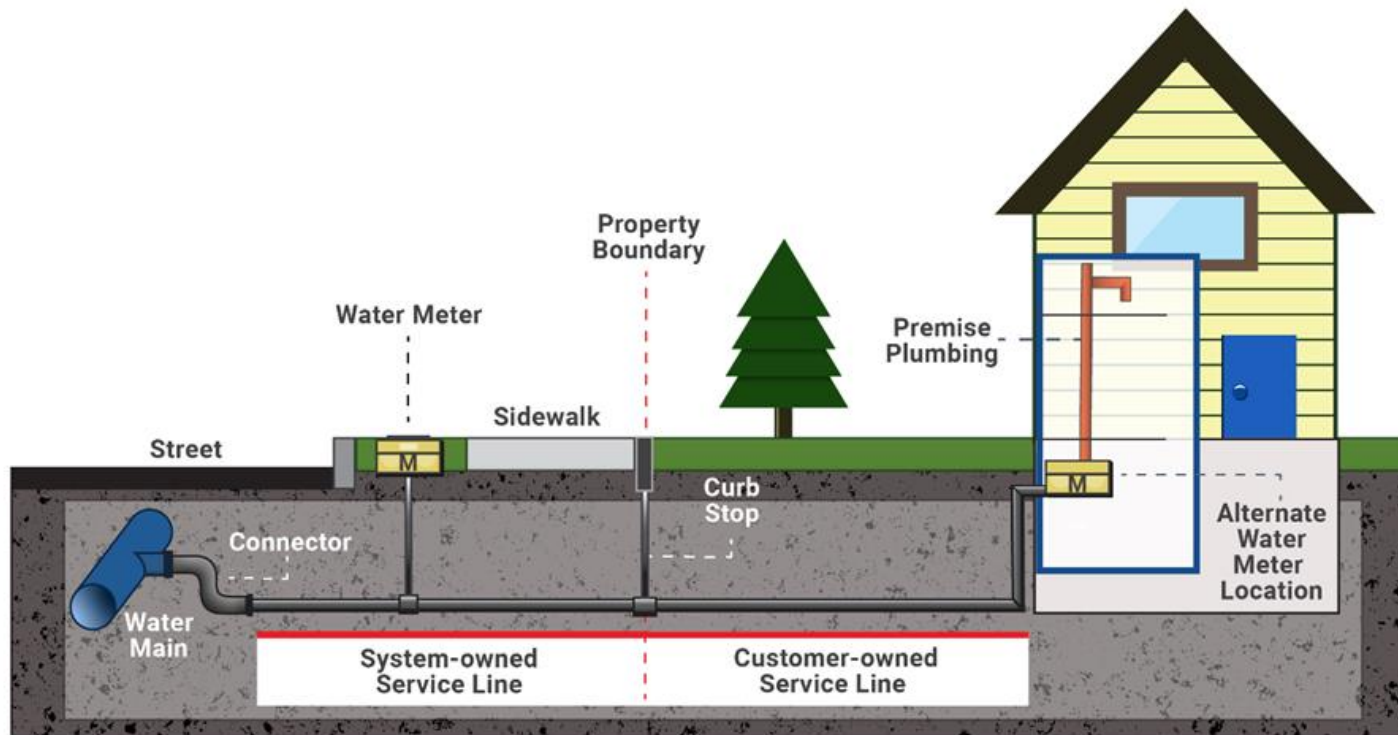 Property
Boundary
Water Meter
Premise
Plumbing
Sidewalk
Street
M
M
Curb
Stop
Connector
Alternate
Water
Meter
Location
Water
Main
System-owned
Service Line
Customer-owned
Service Line